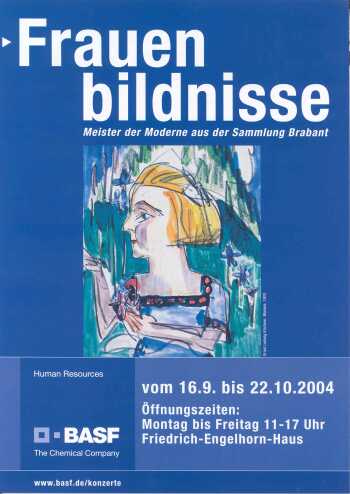 Frauen
bildnisse
Meister der Moderne aus der Sammlung Brabant
Human Resources
BASF
The Chemical Company
vom 16.9. bis 22.10.2004
Öffnungszeiten:
Montag bis Freitag 11-17 Uhr
Friedrich-Engelhorn-Haus
www.basf.de/konzerte